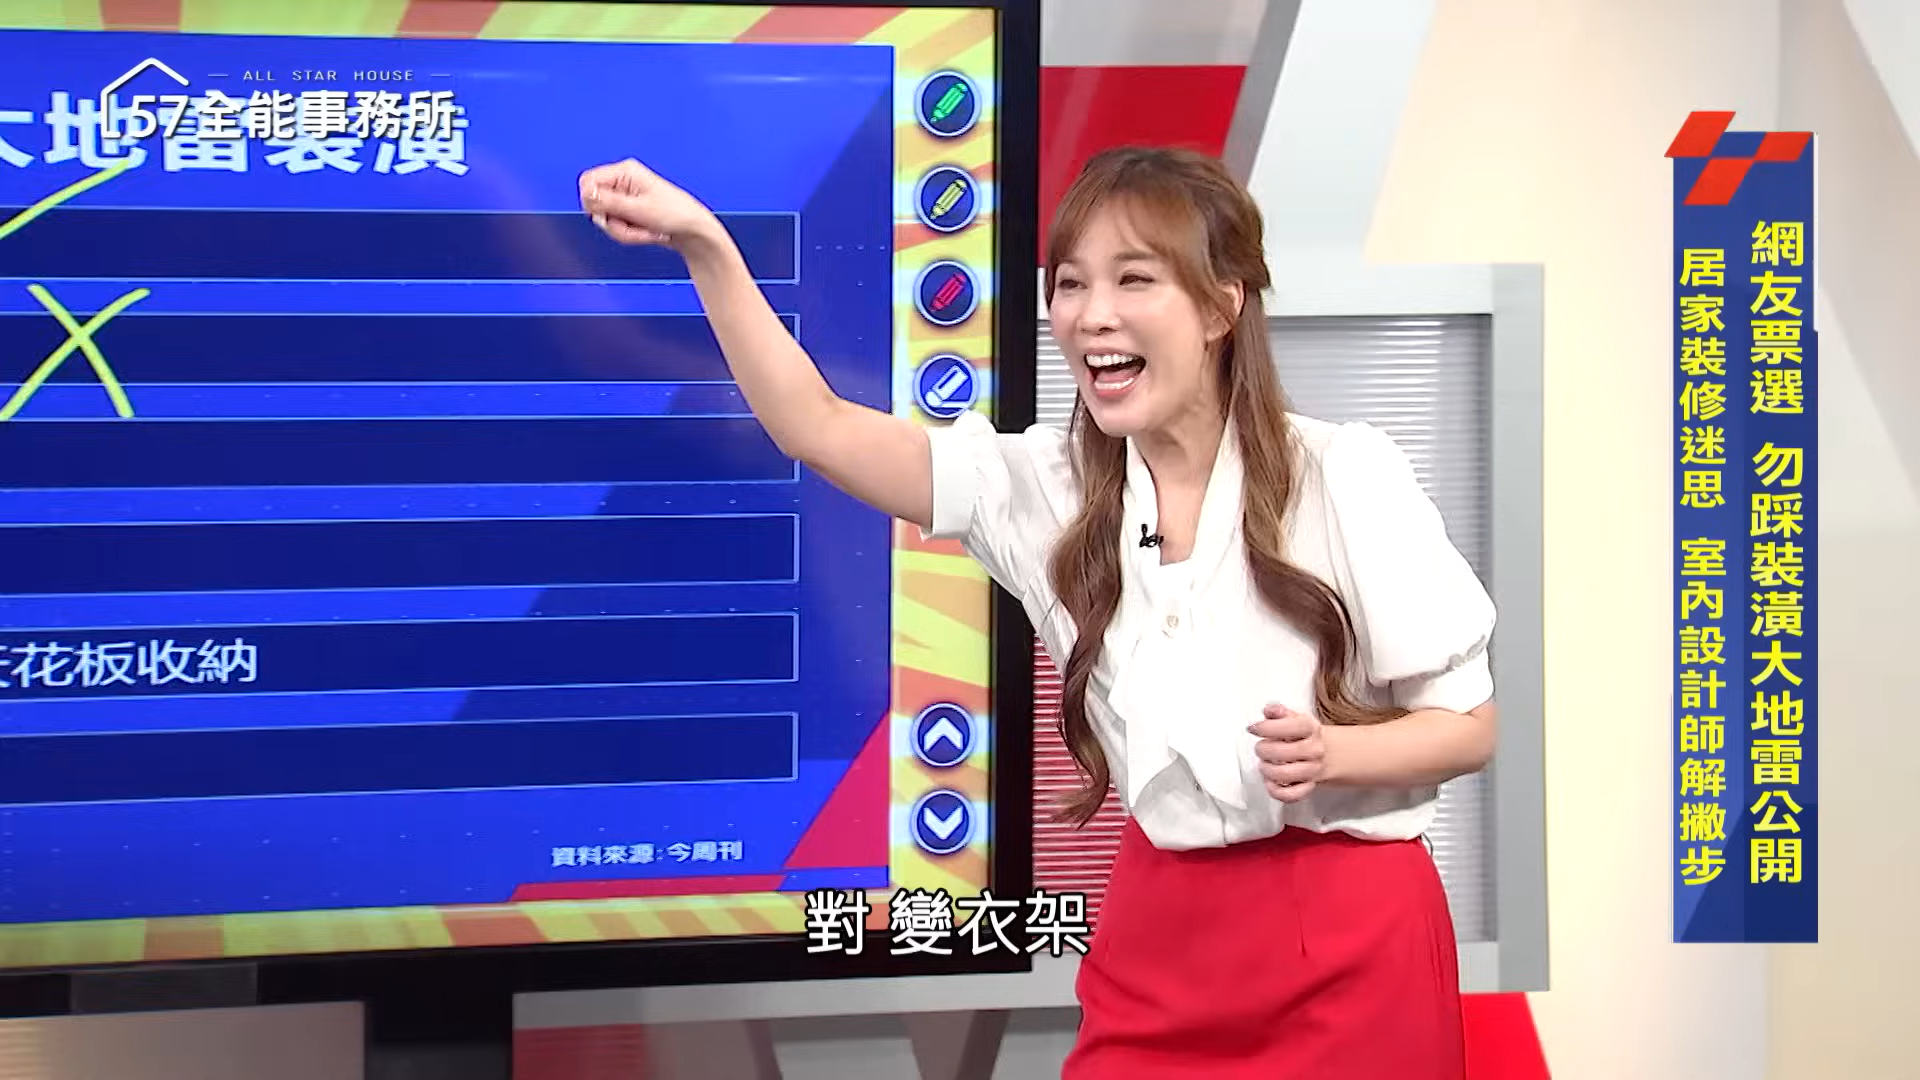 ALL STAR HOUSE
57全能事務所
大地雷裝潢
天花板收納
資料來源:今周刊
對 變衣架
網友票選 勿踩裝潢大地雷公開
居家裝修迷思 室內設計師解撇步